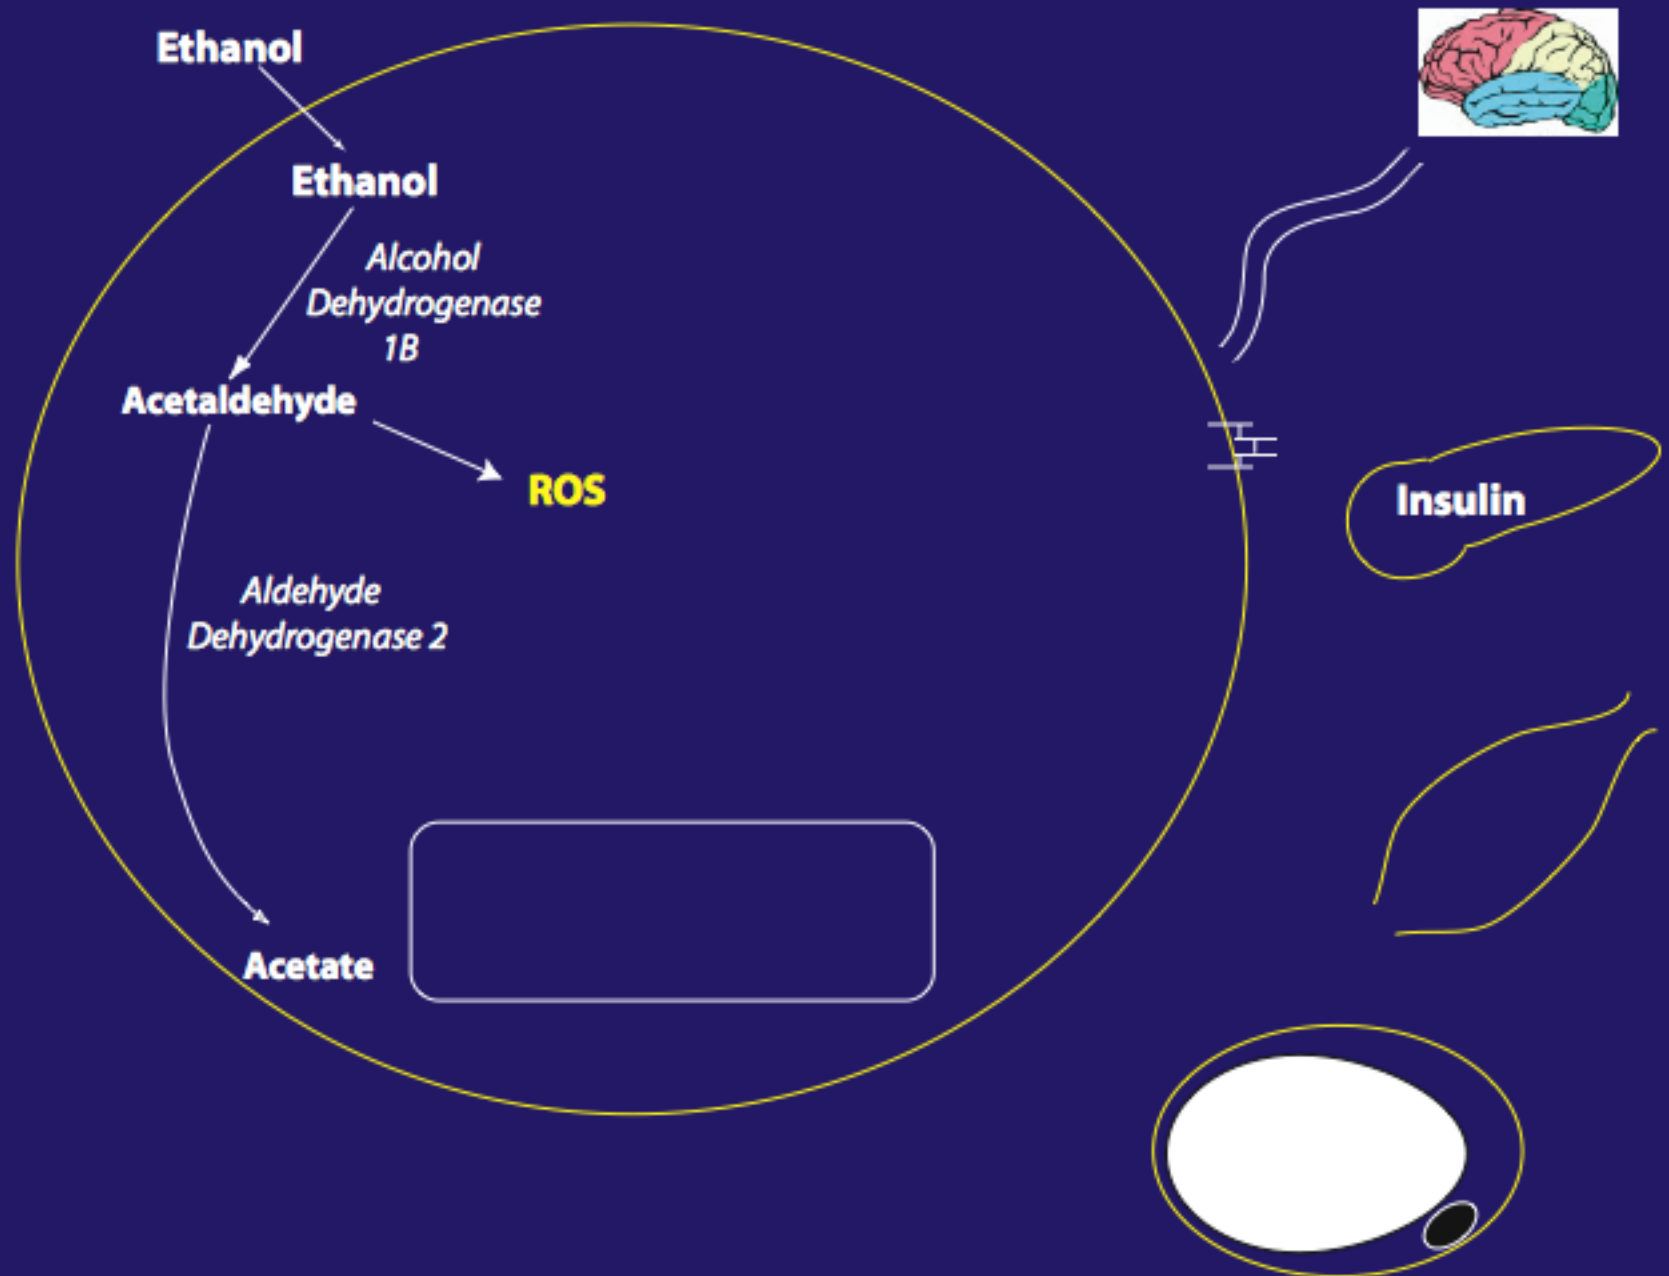 Ethanol
Ethanol
Alcohol
Dehydrogenase
1B
Acetaldehyde
ROS
Insulin
Aldehyde
Dehydrogenase 2
Acetate